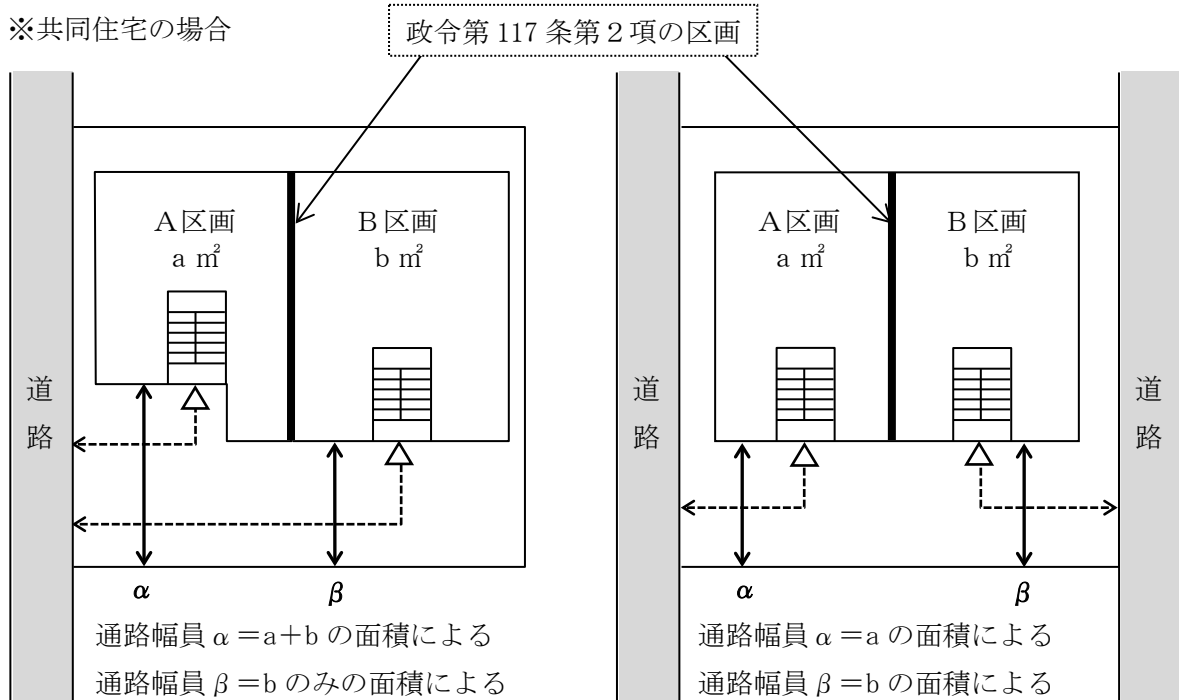 ※共同住宅の場合
政令第117条第2項の区画
A区画
a㎡
B区画
b㎡
道路
α
β
通路幅員α=a+bの面積による
通路幅員β=bのみの面積による
A区画
a㎡
B区画
b㎡
道路
道路
α
β
通路幅員α=aの面積による
通路幅員β=bの面積による